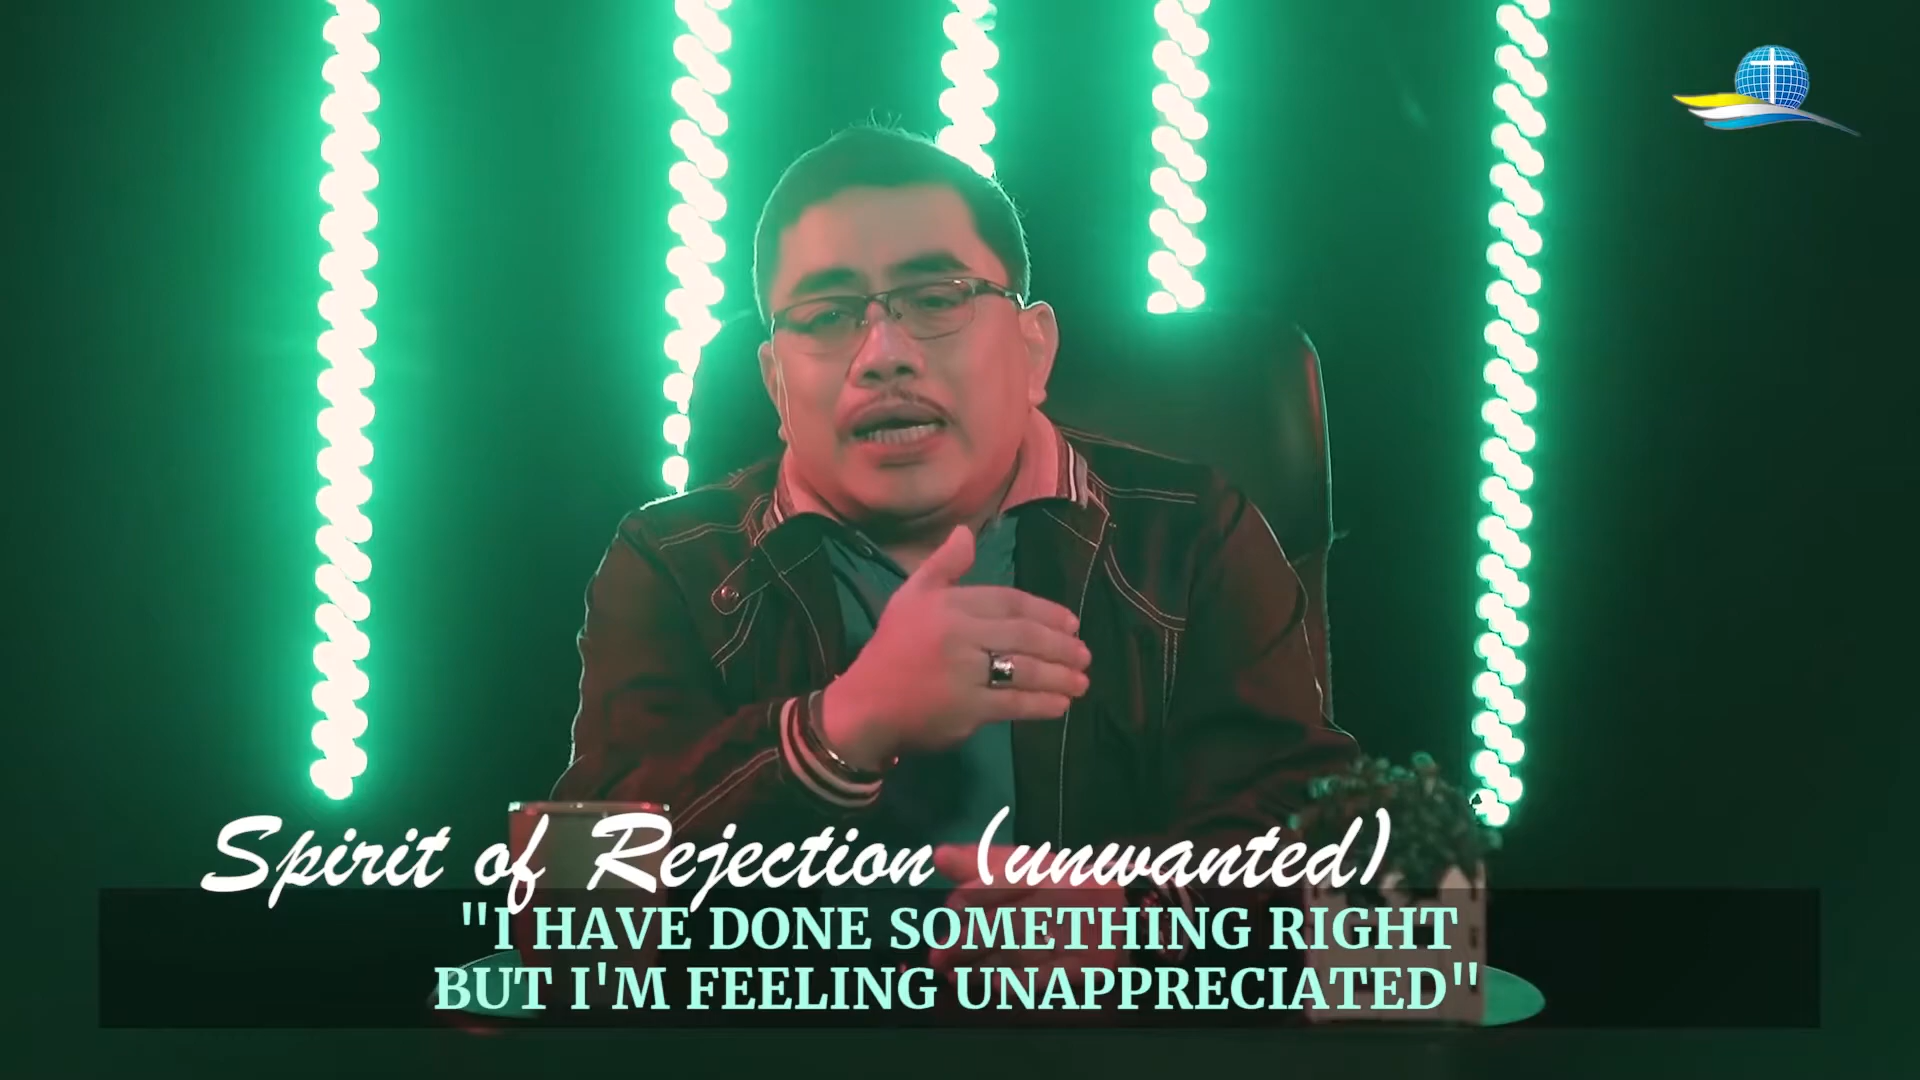 Spirit of Rejection (unwanted)
"I HAVE DONE SOMETHING RIGHT
BUT I'M FEELING UNAPPRECIATED"